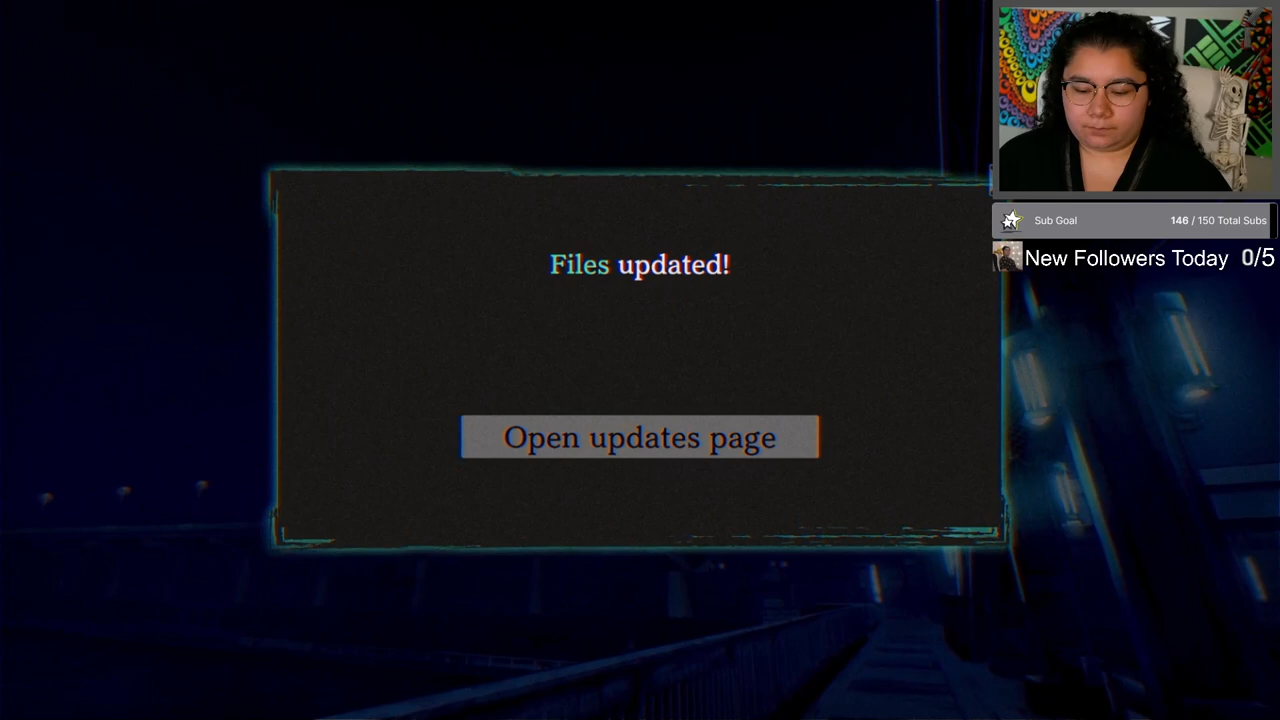 Files updated!
Open updates page
Sub Goal 146 / 150 Total Subs
New Followers Today 0/5